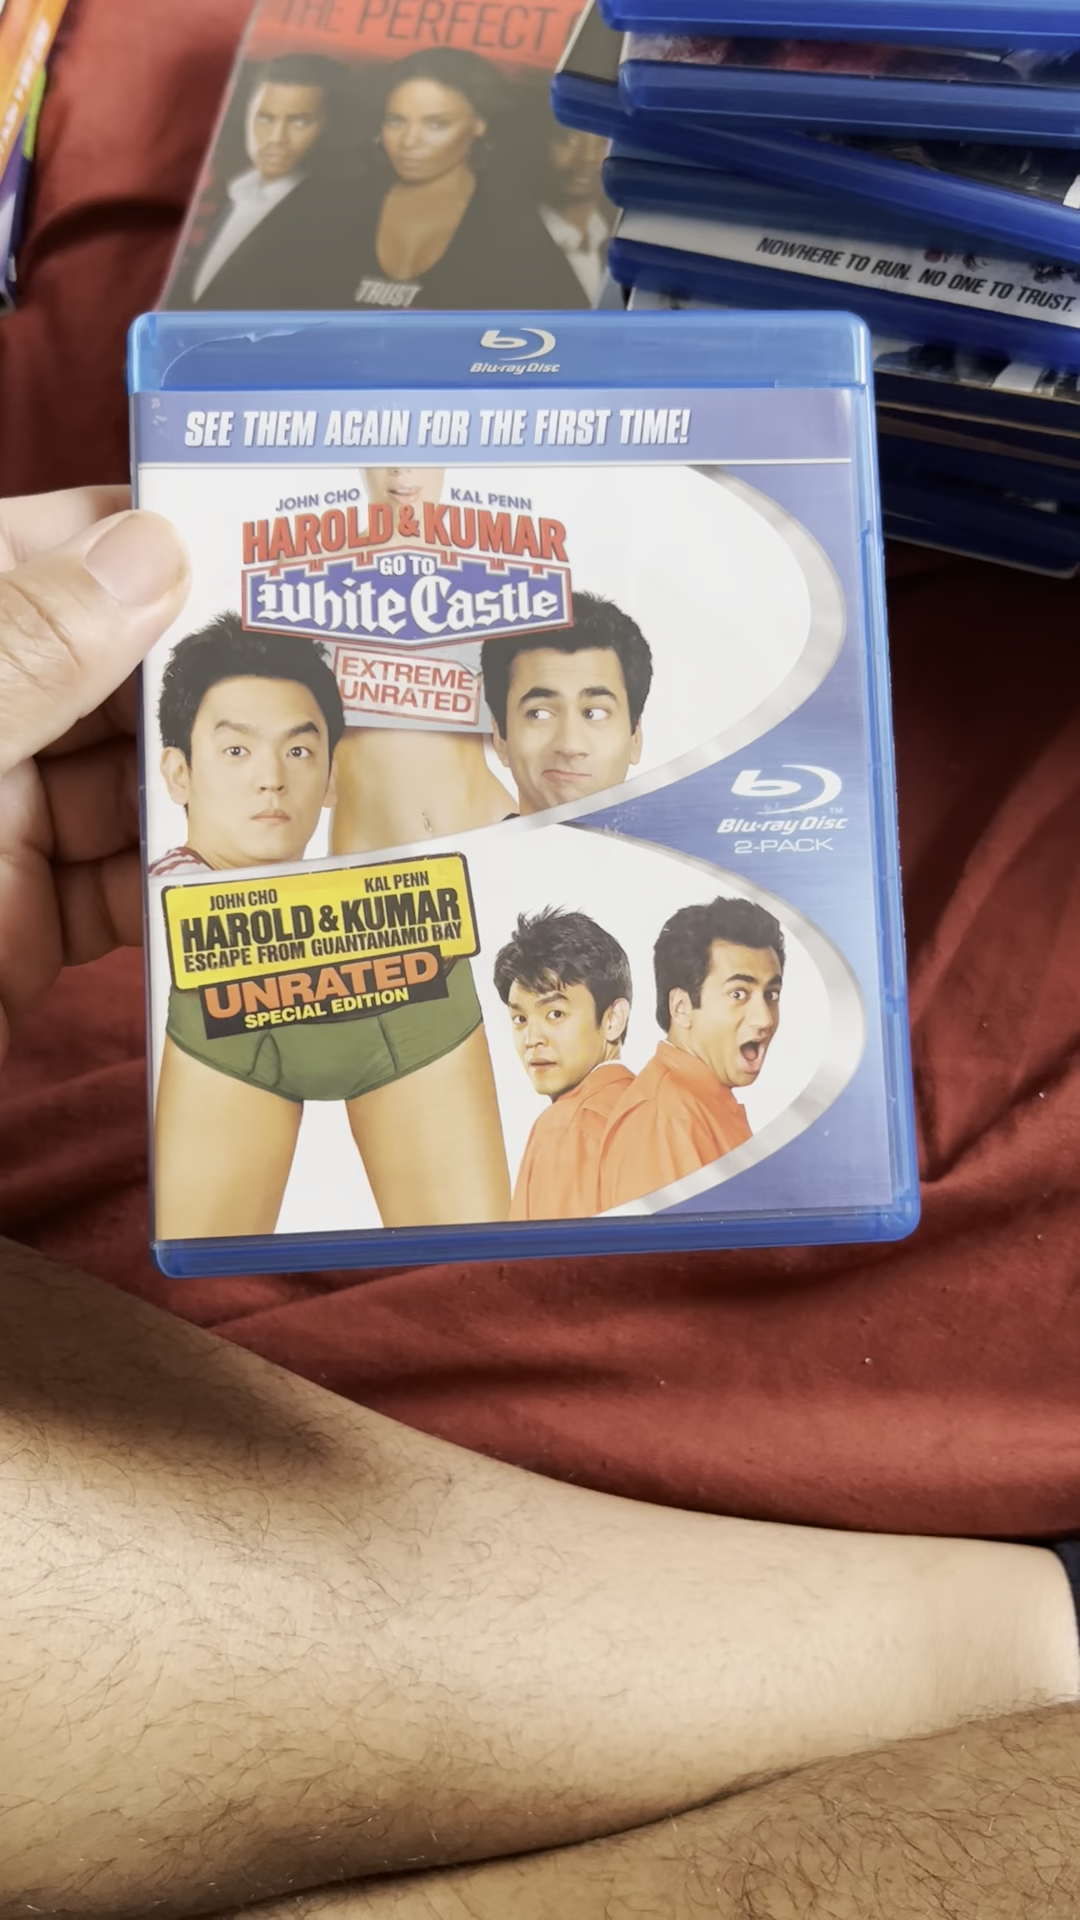 THE PERFECT
TRUST
NOWHERE TO RUN. NO ONE TO TRUST.
Blu-ray Disc
SEE THEM AGAIN FOR THE FIRST TIME!
JOHN CHO KAL PENN
HAROLD & KUMAR
GO TO
White Castle
EXTREME
UNRATED
Blu-ray Disc™
2-PACK
JOHN CHO KAL PENN
HAROLD & KUMAR
ESCAPE FROM GUANTANAMO BAY
UNRATED
SPECIAL EDITION